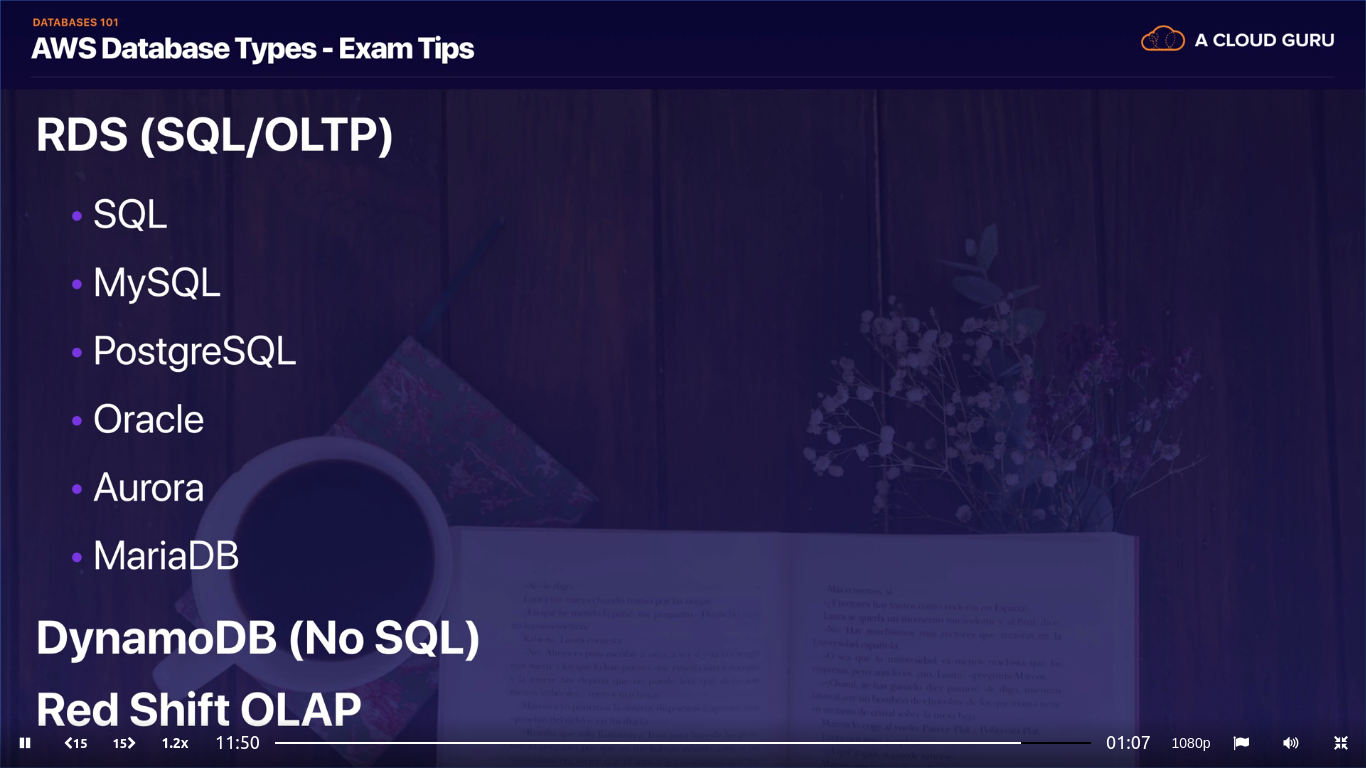 DATABASES 101
AWS Database Types - Exam Tips
A CLOUD GURU
RDS (SQL/OLTP)
• SQL
• MySQL
• PostgreSQL
• Oracle
• Aurora
• MariaDB
DynamoDB (No SQL)
Red Shift OLAP
15 15 1.2x 11:50 01:07 1080p